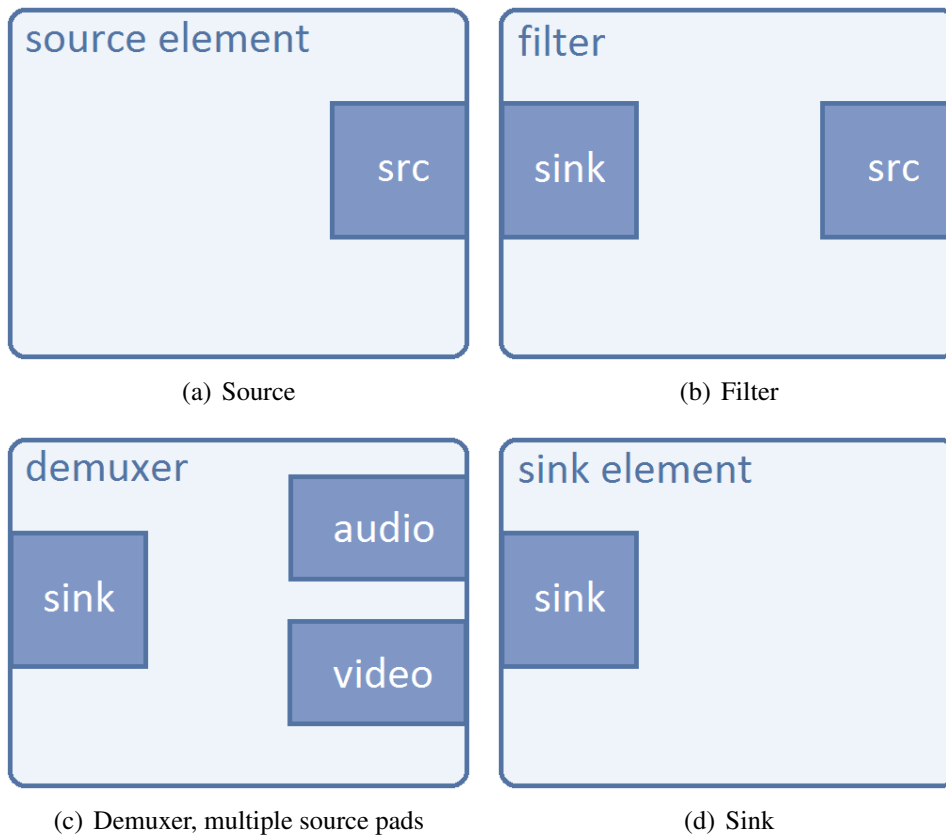 source element
src
(a) Source
filter
sink
src
(b) Filter
demuxer
sink
audio
video
(c) Demuxer, multiple source pads
sink element
sink
(d) Sink